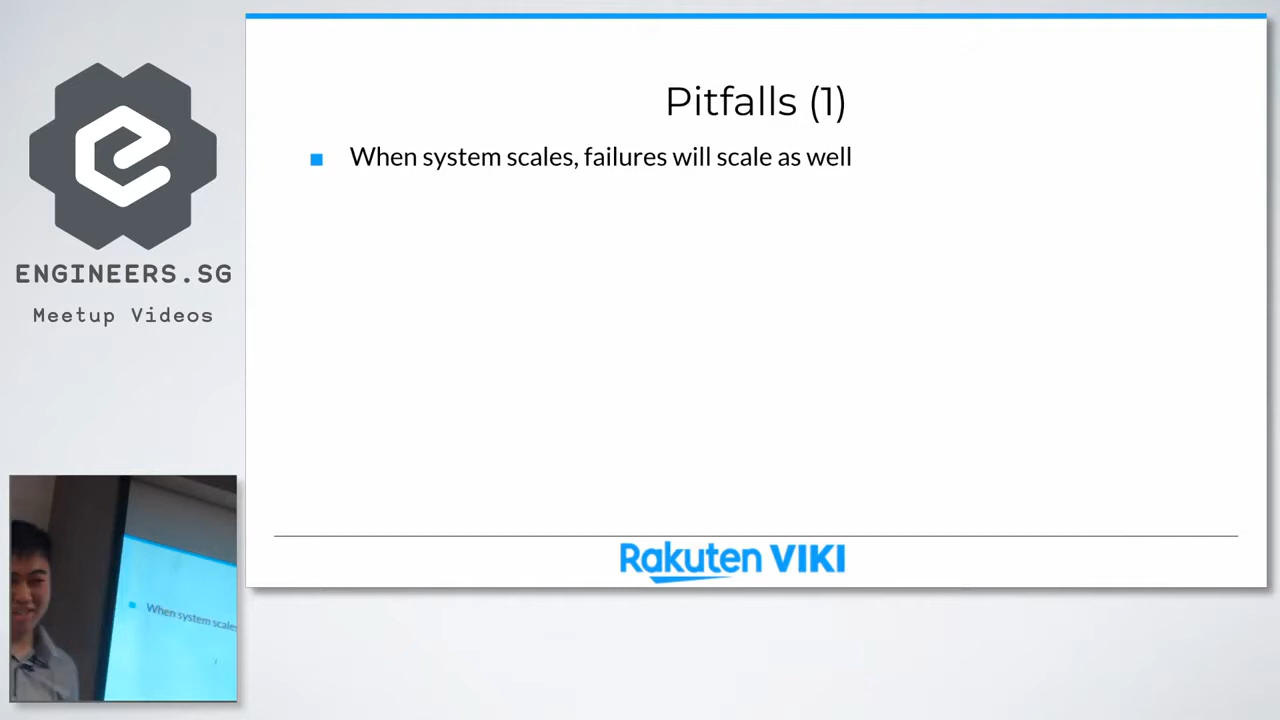 ENGINEERS.SG
Meetup Videos
Pitfalls (1)
When system scales, failures will scale as well
Rakuten VIKI
When system scales